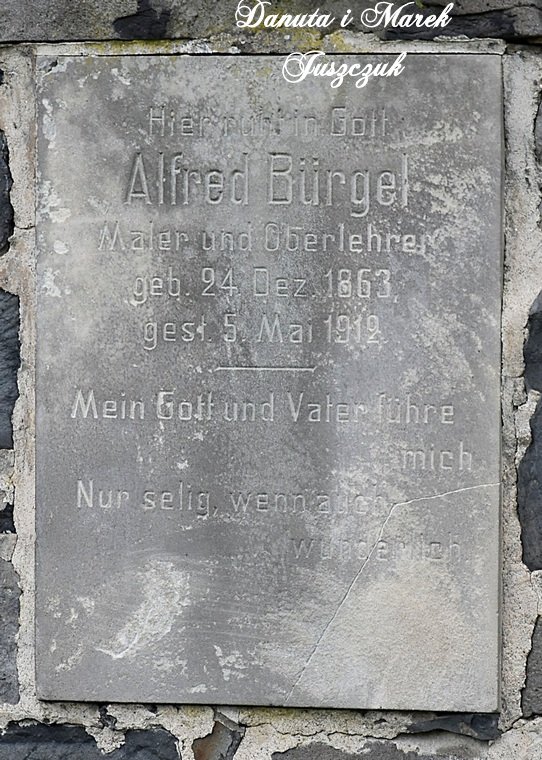 Danuta i Marek
Juszczuk
Hier ruht in Gott
Alfred Bürgel
Maler und Oberlehrer
geb. 24. Dez. 1863,
gest. 5. Mai 1912.
Mein Gott und Vater führe
mich
Nur selig, wenn auch
wunderlich.